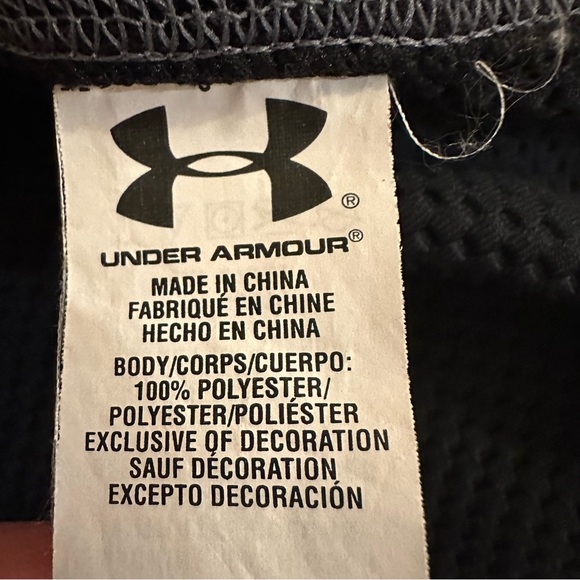 UNDER ARMOUR®
MADE IN CHINA
FABRIQUÉ EN CHINE
HECHO EN CHINA
BODY/CORPS/CUERPO:
100% POLYESTER/
POLYESTER/POLIÉSTER
EXCLUSIVE OF DECORATION
SAUF DÉCORATION
EXCEPTO DECORACIÓN